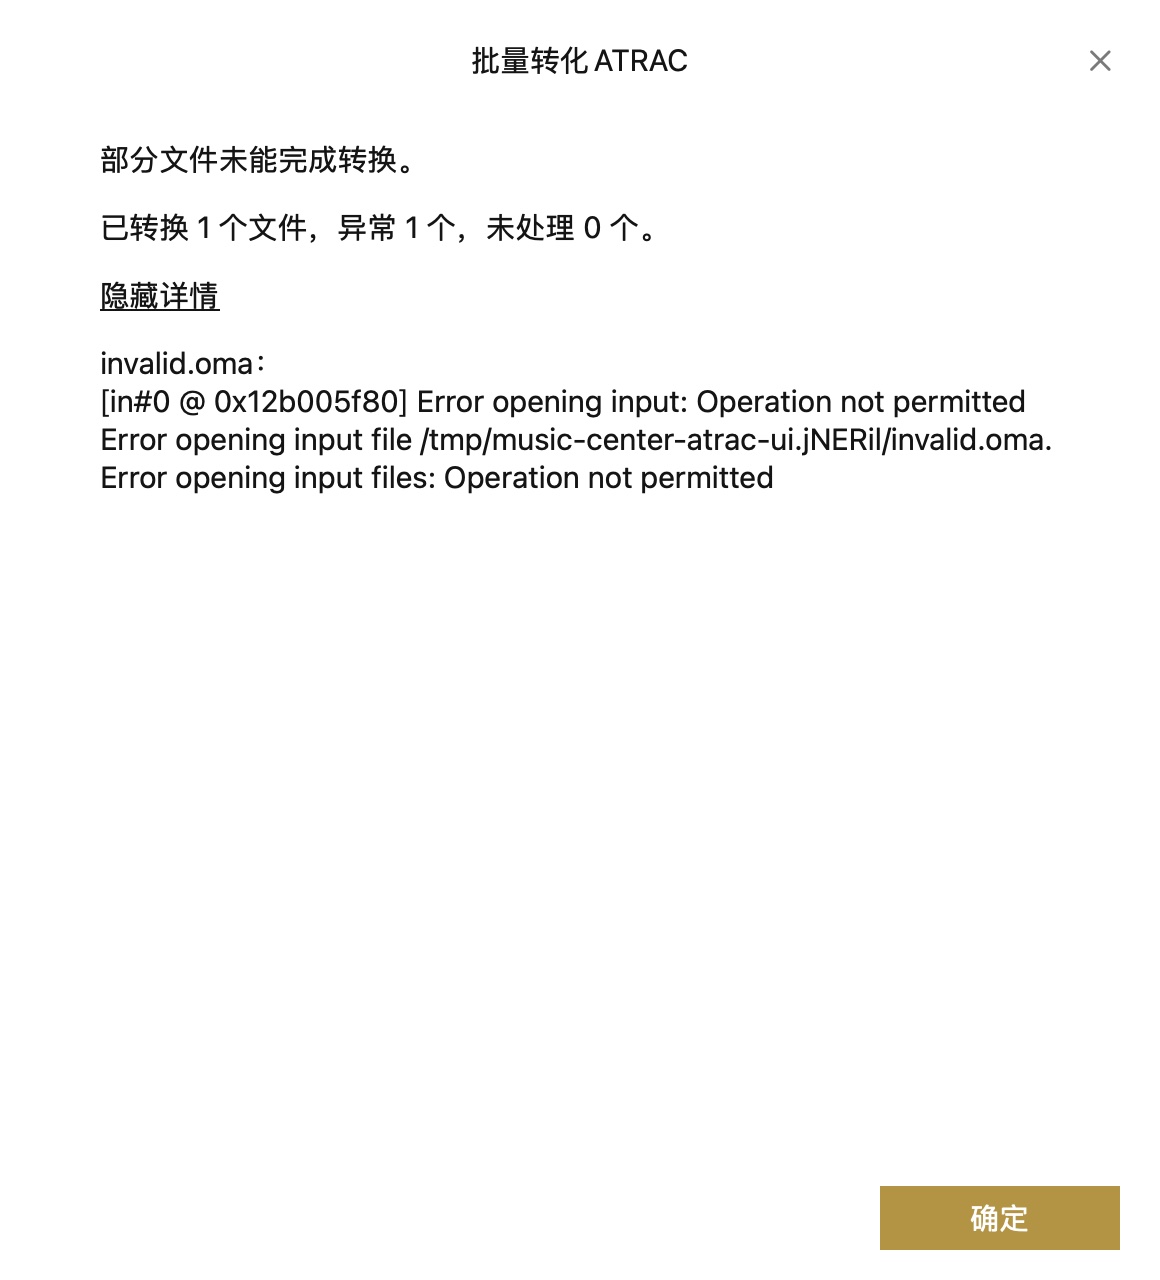 批量转化 ATRAC
部分文件未能完成转换。
已转换 1 个文件，异常 1 个，未处理 0 个。
隐藏详情
invalid.oma：
[in#0 @ 0x12b005f80] Error opening input: Operation not permitted
Error opening input file /tmp/music-center-atrac-ui.jNERil/invalid.oma.
Error opening input files: Operation not permitted
确定